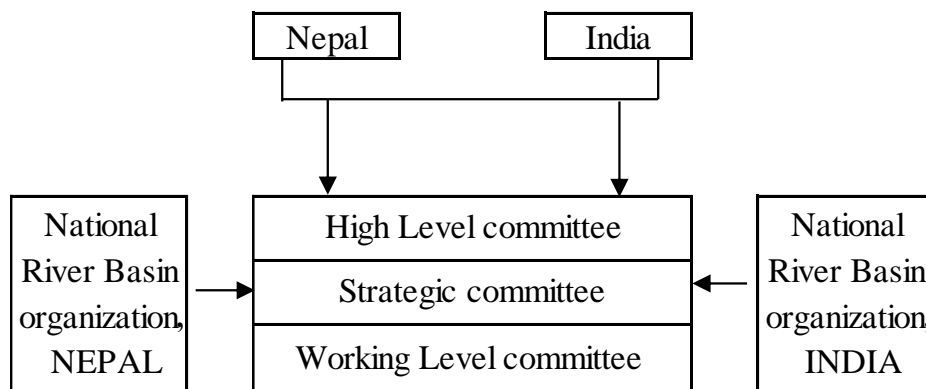 Nepal
India
High Level committee
Strategic committee
Working Level committee
National
River Basin
organization,
NEPAL
National
River Basin
organization,
INDIA